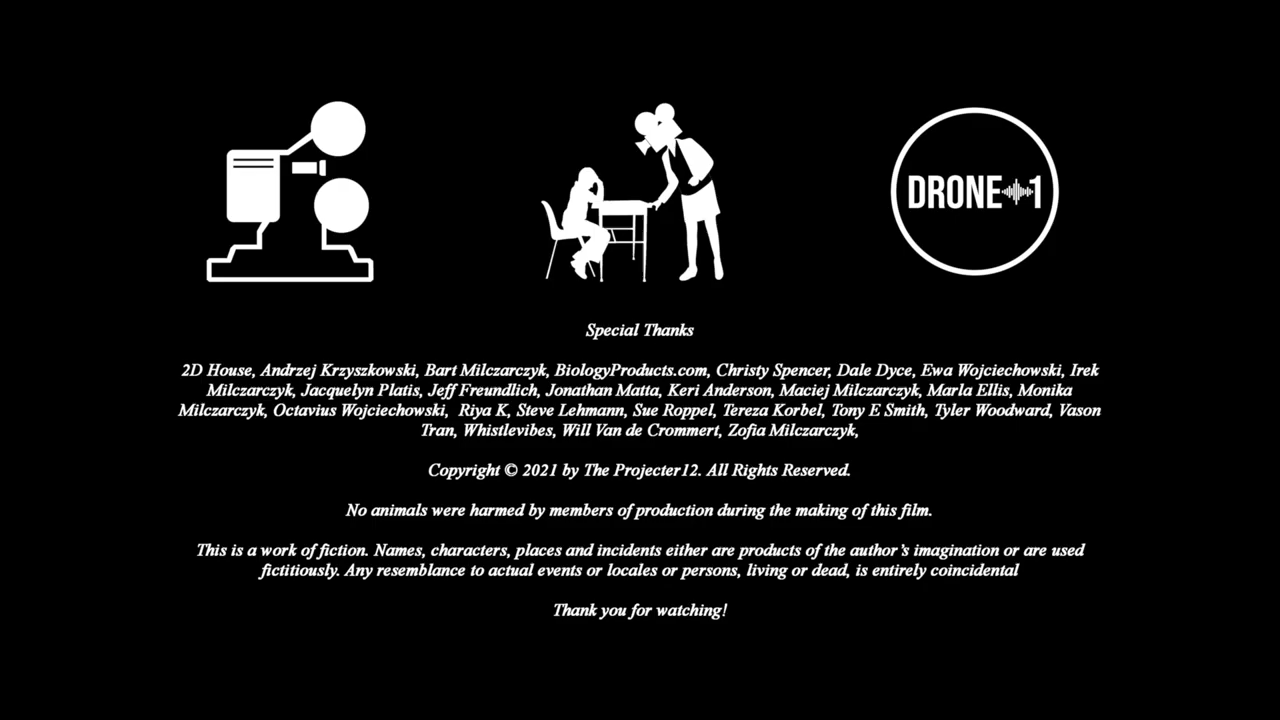 DRONE 1
Special Thanks
2D House, Andrzej Krzyszkowski, Bart Milczarczyk, BiologyProducts.com, Christy Spencer, Dale Dyce, Ewa Wojciechowski, Irek
Milczarczyk, Jacquelyn Platis, Jeff Freundlich, Jonathan Matta, Keri Anderson, Maciej Milczarczyk, Marla Ellis, Monika
Milczarczyk, Octavius Wojciechowski,  Riya K, Steve Lehmann, Sue Roppel, Tereza Korbel, Tony E Smith, Tyler Woodward, Vason
Tran, Whistlevibes, Will Van de Crommert, Zofia Milczarczyk,
Copyright © 2021 by The Projecter12. All Rights Reserved.
No animals were harmed by members of production during the making of this film.
This is a work of fiction. Names, characters, places and incidents either are products of the author’s imagination or are used
fictitiously. Any resemblance to actual events or locales or persons, living or dead, is entirely coincidental
Thank you for watching!